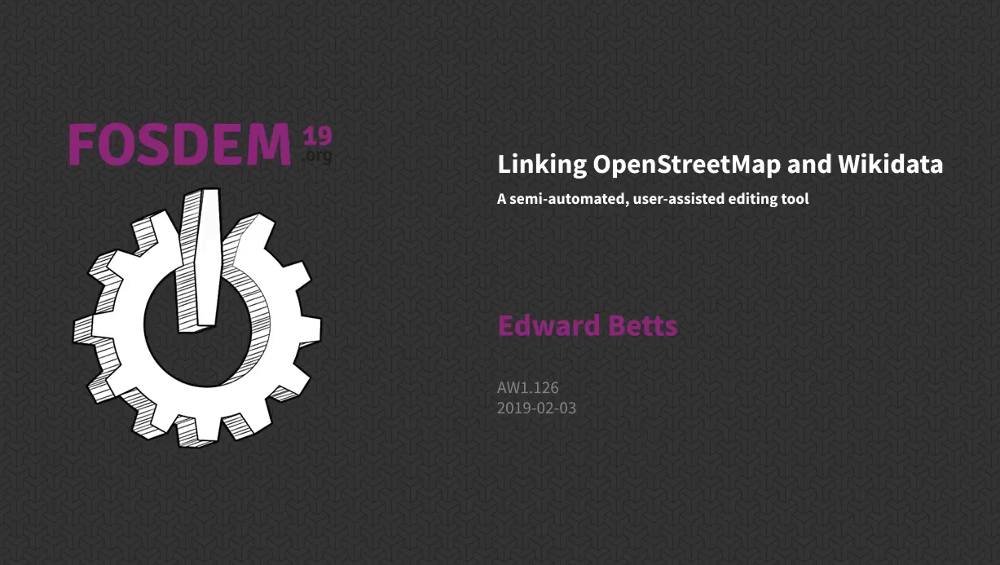 FOSDEM 19
.org
Linking OpenStreetMap and Wikidata
A semi-automated, user-assisted editing tool
Edward Betts
AW1.126
2019-02-03